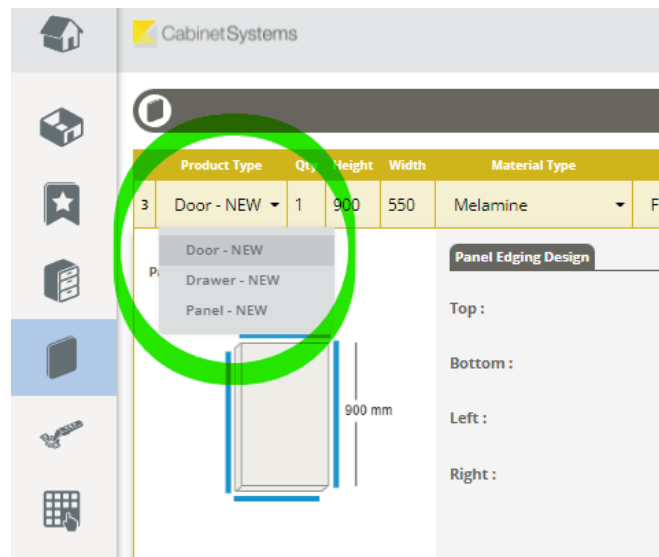 CabinetSystems
Product Type Qty Height Width Material Type
3 Door - NEW 1 900 550 Melamine F
Door - NEW
Drawer - NEW
Panel - NEW
Panel Edging Design
Top :
Bottom :
Left :
Right :
900 mm